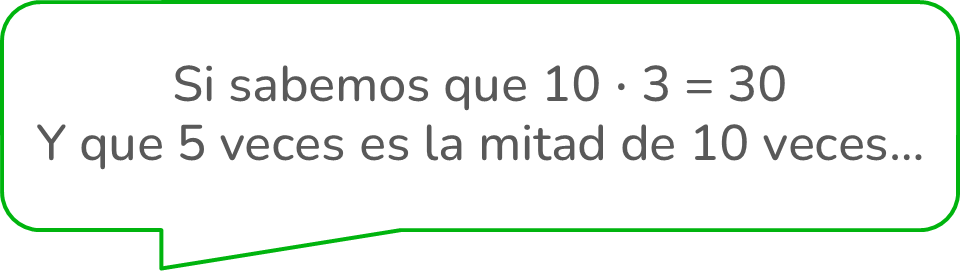 Si sabemos que 10 · 3 = 30
Y que 5 veces es la mitad de 10 veces...